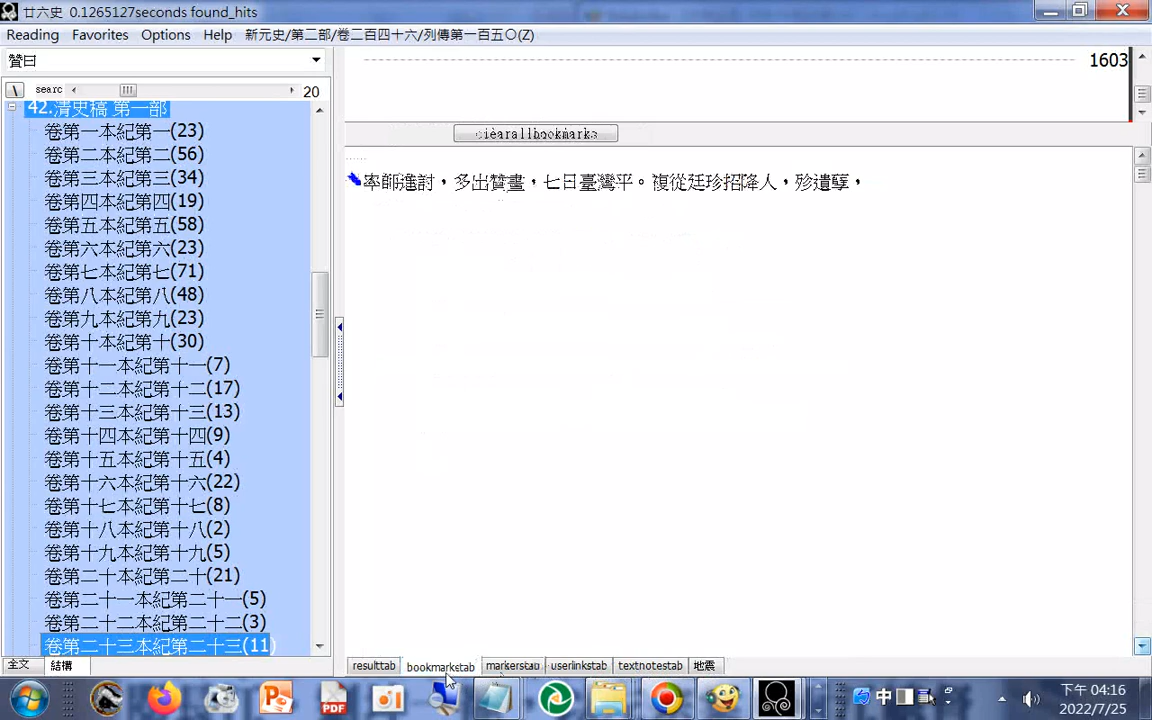 廿六史 0.1265127seconds found_hits
Reading Favorites Options Help 新元史/第二部/卷二百四十六/列傳第一百五○(Z)
贊曰
searc 20
1603
42.清史稿 第一部
卷第一本紀第一(23)
卷第二本紀第二(56)
卷第三本紀第三(34)
卷第四本紀第四(19)
卷第五本紀第五(58)
卷第六本紀第六(23)
卷第七本紀第七(71)
卷第八本紀第八(48)
卷第九本紀第九(23)
卷第十本紀第十(30)
卷第十一本紀第十一(7)
卷第十二本紀第十二(17)
卷第十三本紀第十三(13)
卷第十四本紀第十四(9)
卷第十五本紀第十五(4)
卷第十六本紀第十六(22)
卷第十七本紀第十七(8)
卷第十八本紀第十八(2)
卷第十九本紀第十九(5)
卷第二十本紀第二十(21)
卷第二十一本紀第二十一(5)
卷第二十二本紀第二十二(3)
卷第二十三本紀第二十三(11)
全文 結構
率師進討，多出贊畫，七日臺灣平。複從廷珍招降人，殄遺孽，
resulttab bookmarkstab markerstab userlinkstab textnotestab 地震
PDF
中
下午 04:16
2022/7/25